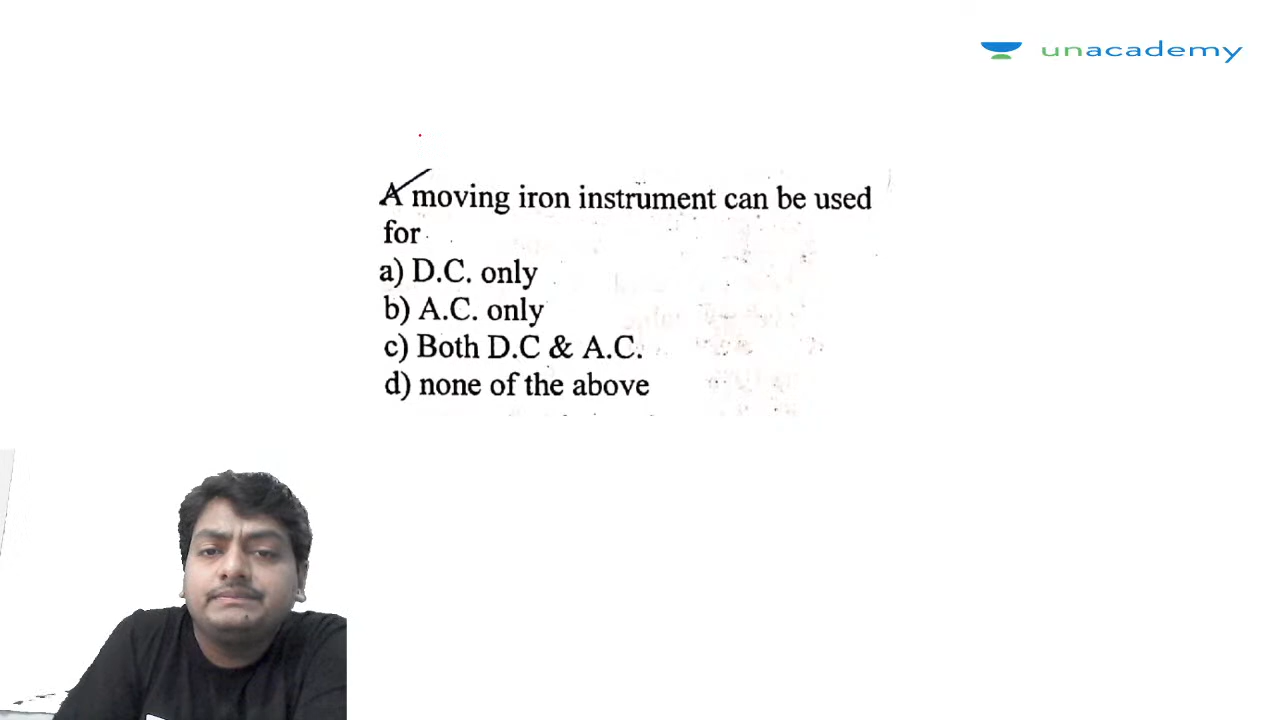 unacademy
A moving iron instrument can be used
for
a) D.C. only
b) A.C. only
c) Both D.C & A.C.
d) none of the above